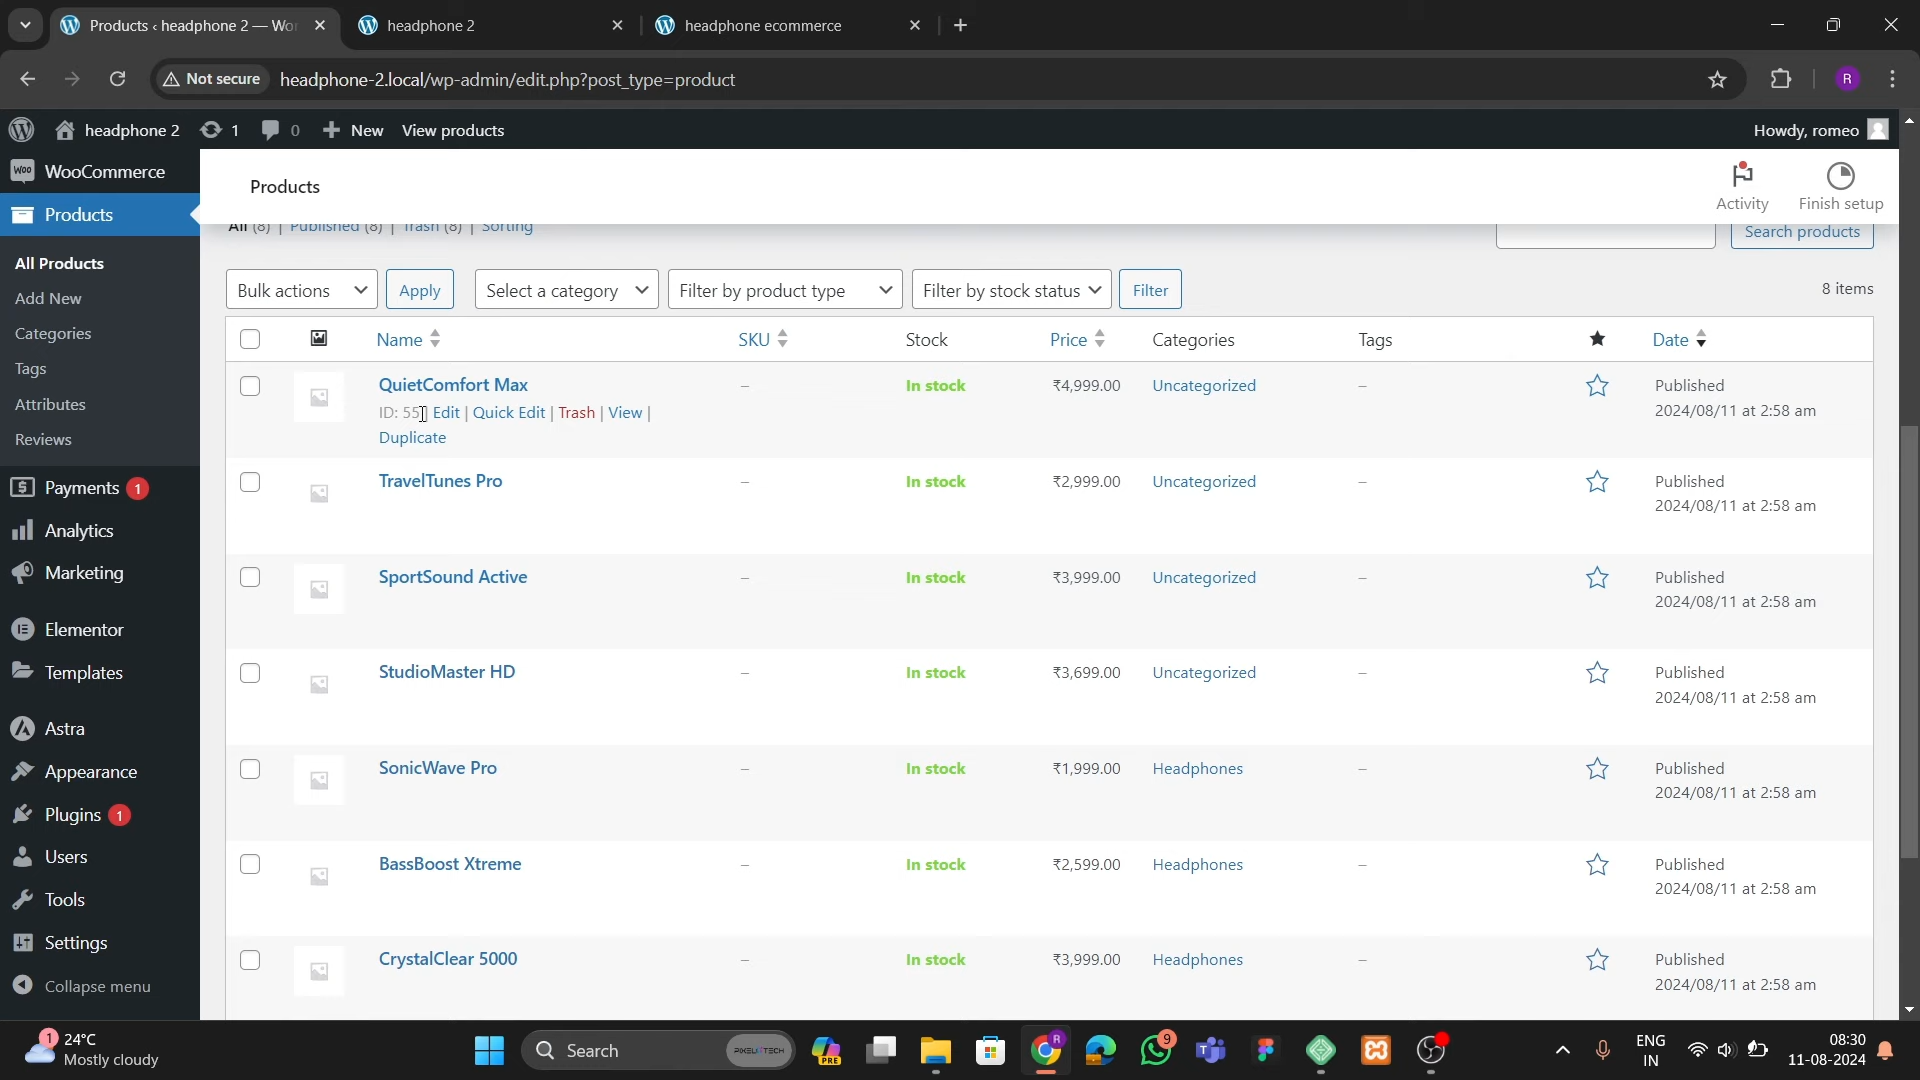 Products ‹ headphone 2 — Wor
headphone 2
headphone ecommerce
Not secure
headphone-2.local/wp-admin/edit.php?post_type=product
R
headphone 2
1
0
New
View products
Howdy, romeo
WooCommerce
Products
All Products
Add New
Categories
Tags
Attributes
Reviews
Payments 1
Analytics
Marketing
Elementor
Templates
Astra
Appearance
Plugins 1
Users
Tools
Settings
Collapse menu
Products
Activity
Finish setup
All (8) | Published (8) | Trash (8) | Sorting
Search products
Bulk actions
Apply
Select a category
Filter by product type
Filter by stock status
Filter
8 items
Name SKU Stock Price Categories Tags Date
QuietComfort Max – In stock ₹4,999.00 Uncategorized – Published
ID: 55 | Edit | Quick Edit | Trash | View | 2024/08/11 at 2:58 am
Duplicate
TravelTunes Pro – In stock ₹2,999.00 Uncategorized – Published
2024/08/11 at 2:58 am
SportSound Active – In stock ₹3,999.00 Uncategorized – Published
2024/08/11 at 2:58 am
StudioMaster HD – In stock ₹3,699.00 Uncategorized – Published
2024/08/11 at 2:58 am
SonicWave Pro – In stock ₹1,999.00 Headphones – Published
2024/08/11 at 2:58 am
BassBoost Xtreme – In stock ₹2,599.00 Headphones – Published
2024/08/11 at 2:58 am
CrystalClear 5000 – In stock ₹3,999.00 Headphones – Published
2024/08/11 at 2:58 am
1
24°C
Mostly cloudy
Search
PRE
R
9
ENG
IN
08:30
11-08-2024